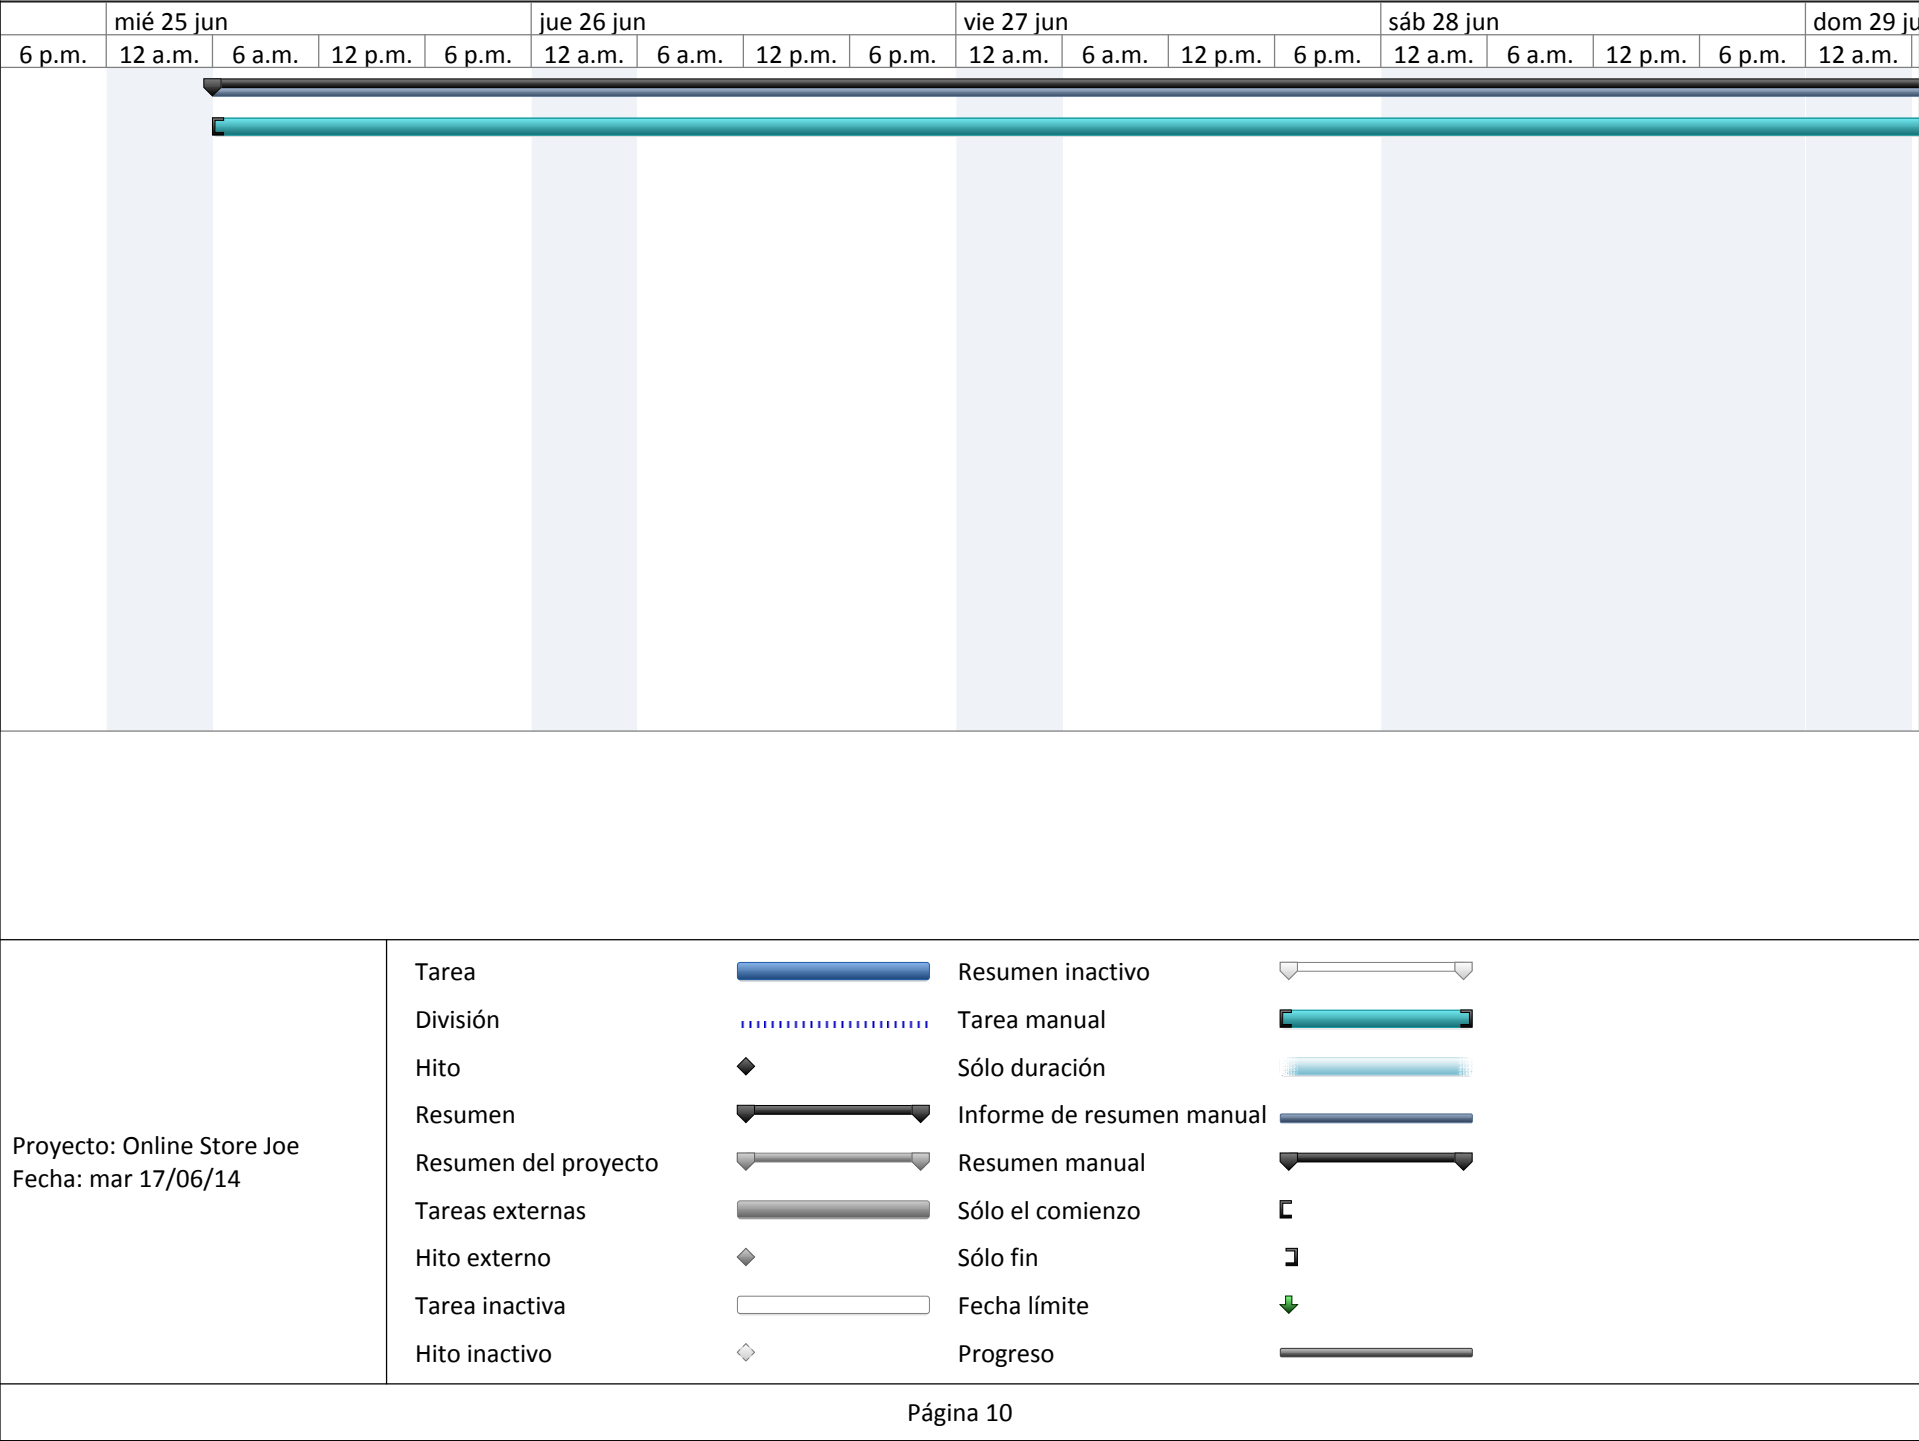 mié 25 jun jue 26 jun vie 27 jun sáb 28 jun dom 29 ju
6 p.m. 12 a.m. 6 a.m. 12 p.m. 6 p.m. 12 a.m. 6 a.m. 12 p.m. 6 p.m. 12 a.m. 6 a.m. 12 p.m. 6 p.m. 12 a.m. 6 a.m. 12 p.m. 6 p.m. 12 a.m.
Proyecto: Online Store Joe
Fecha: mar 17/06/14
Tarea
División
Hito
Resumen
Resumen del proyecto
Tareas externas
Hito externo
Tarea inactiva
Hito inactivo
Resumen inactivo
Tarea manual
Sólo duración
Informe de resumen manual
Resumen manual
Sólo el comienzo
Sólo fin
Fecha límite
Progreso
Página 10